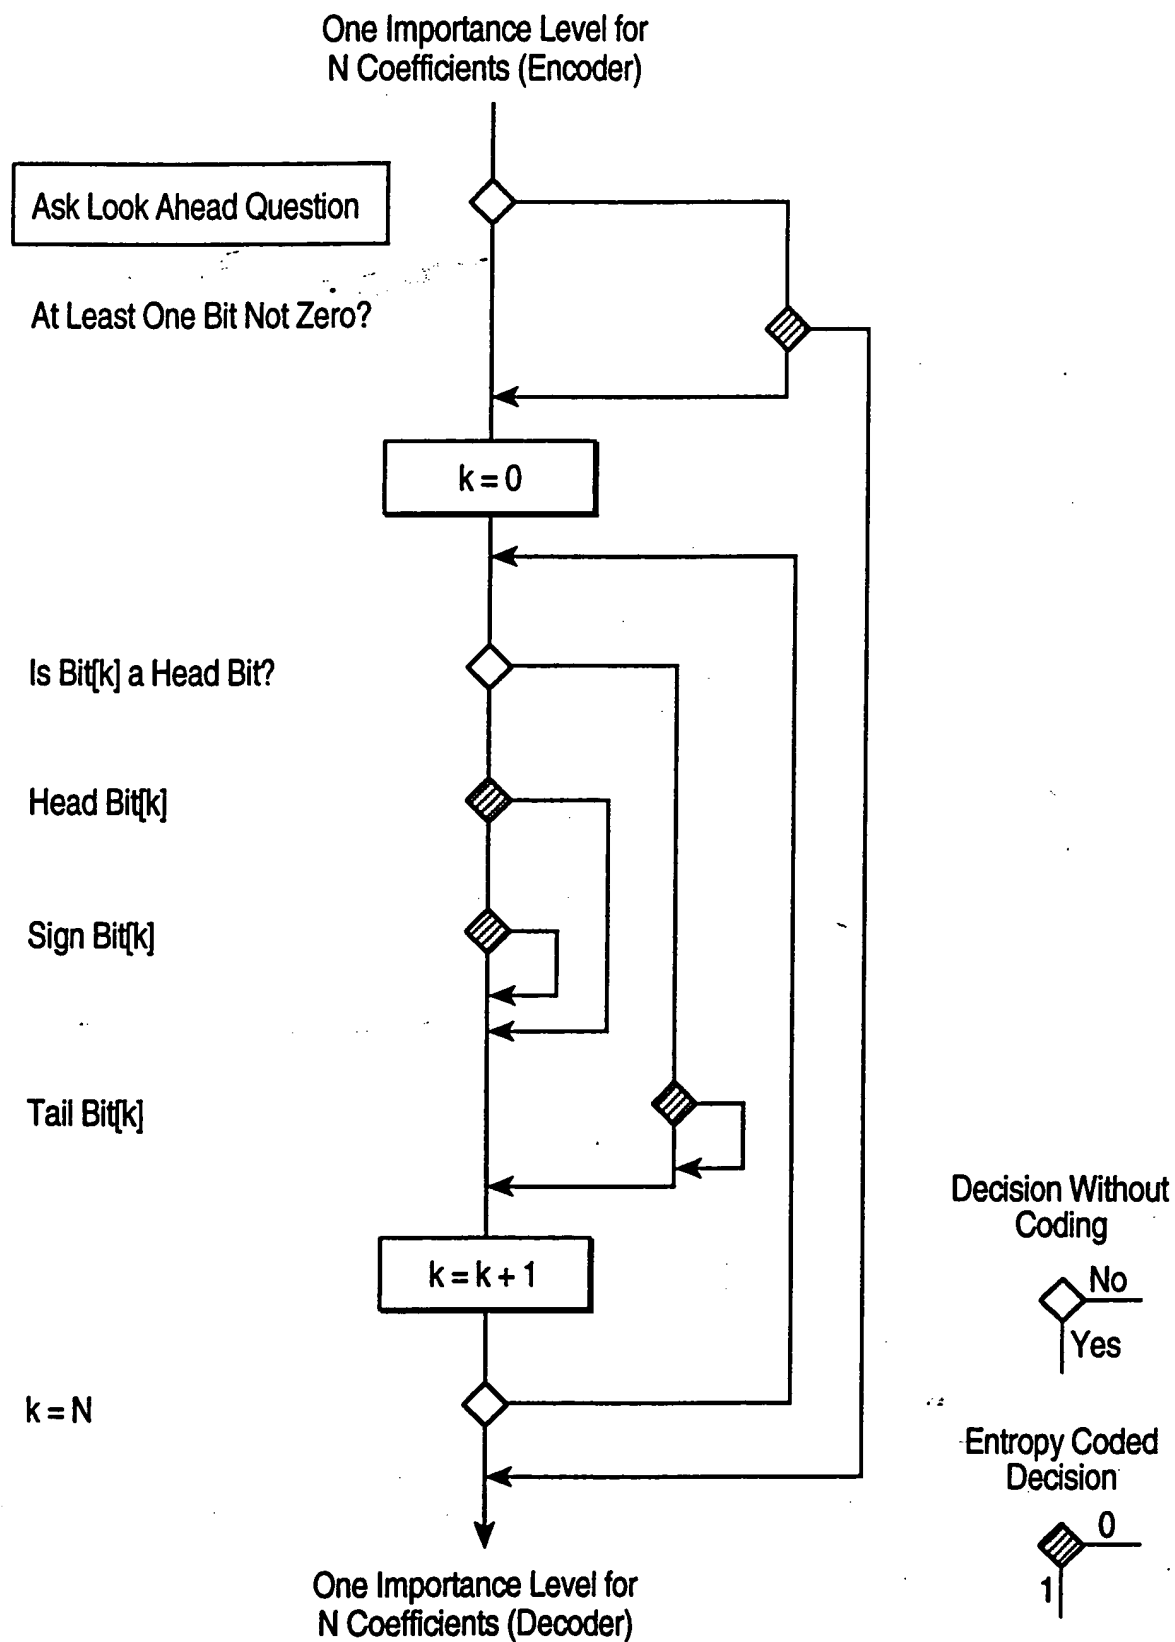 One Importance Level for
N Coefficients (Encoder)
Ask Look Ahead Question
At Least One Bit Not Zero?
k = 0
Is Bit[k] a Head Bit?
Head Bit[k]
Sign Bit[k]
Tail Bit[k]
k = k + 1
k = N
One Importance Level for
N Coefficients (Decoder)
Decision Without
Coding
No
Yes
Entropy Coded
Decision
0
1